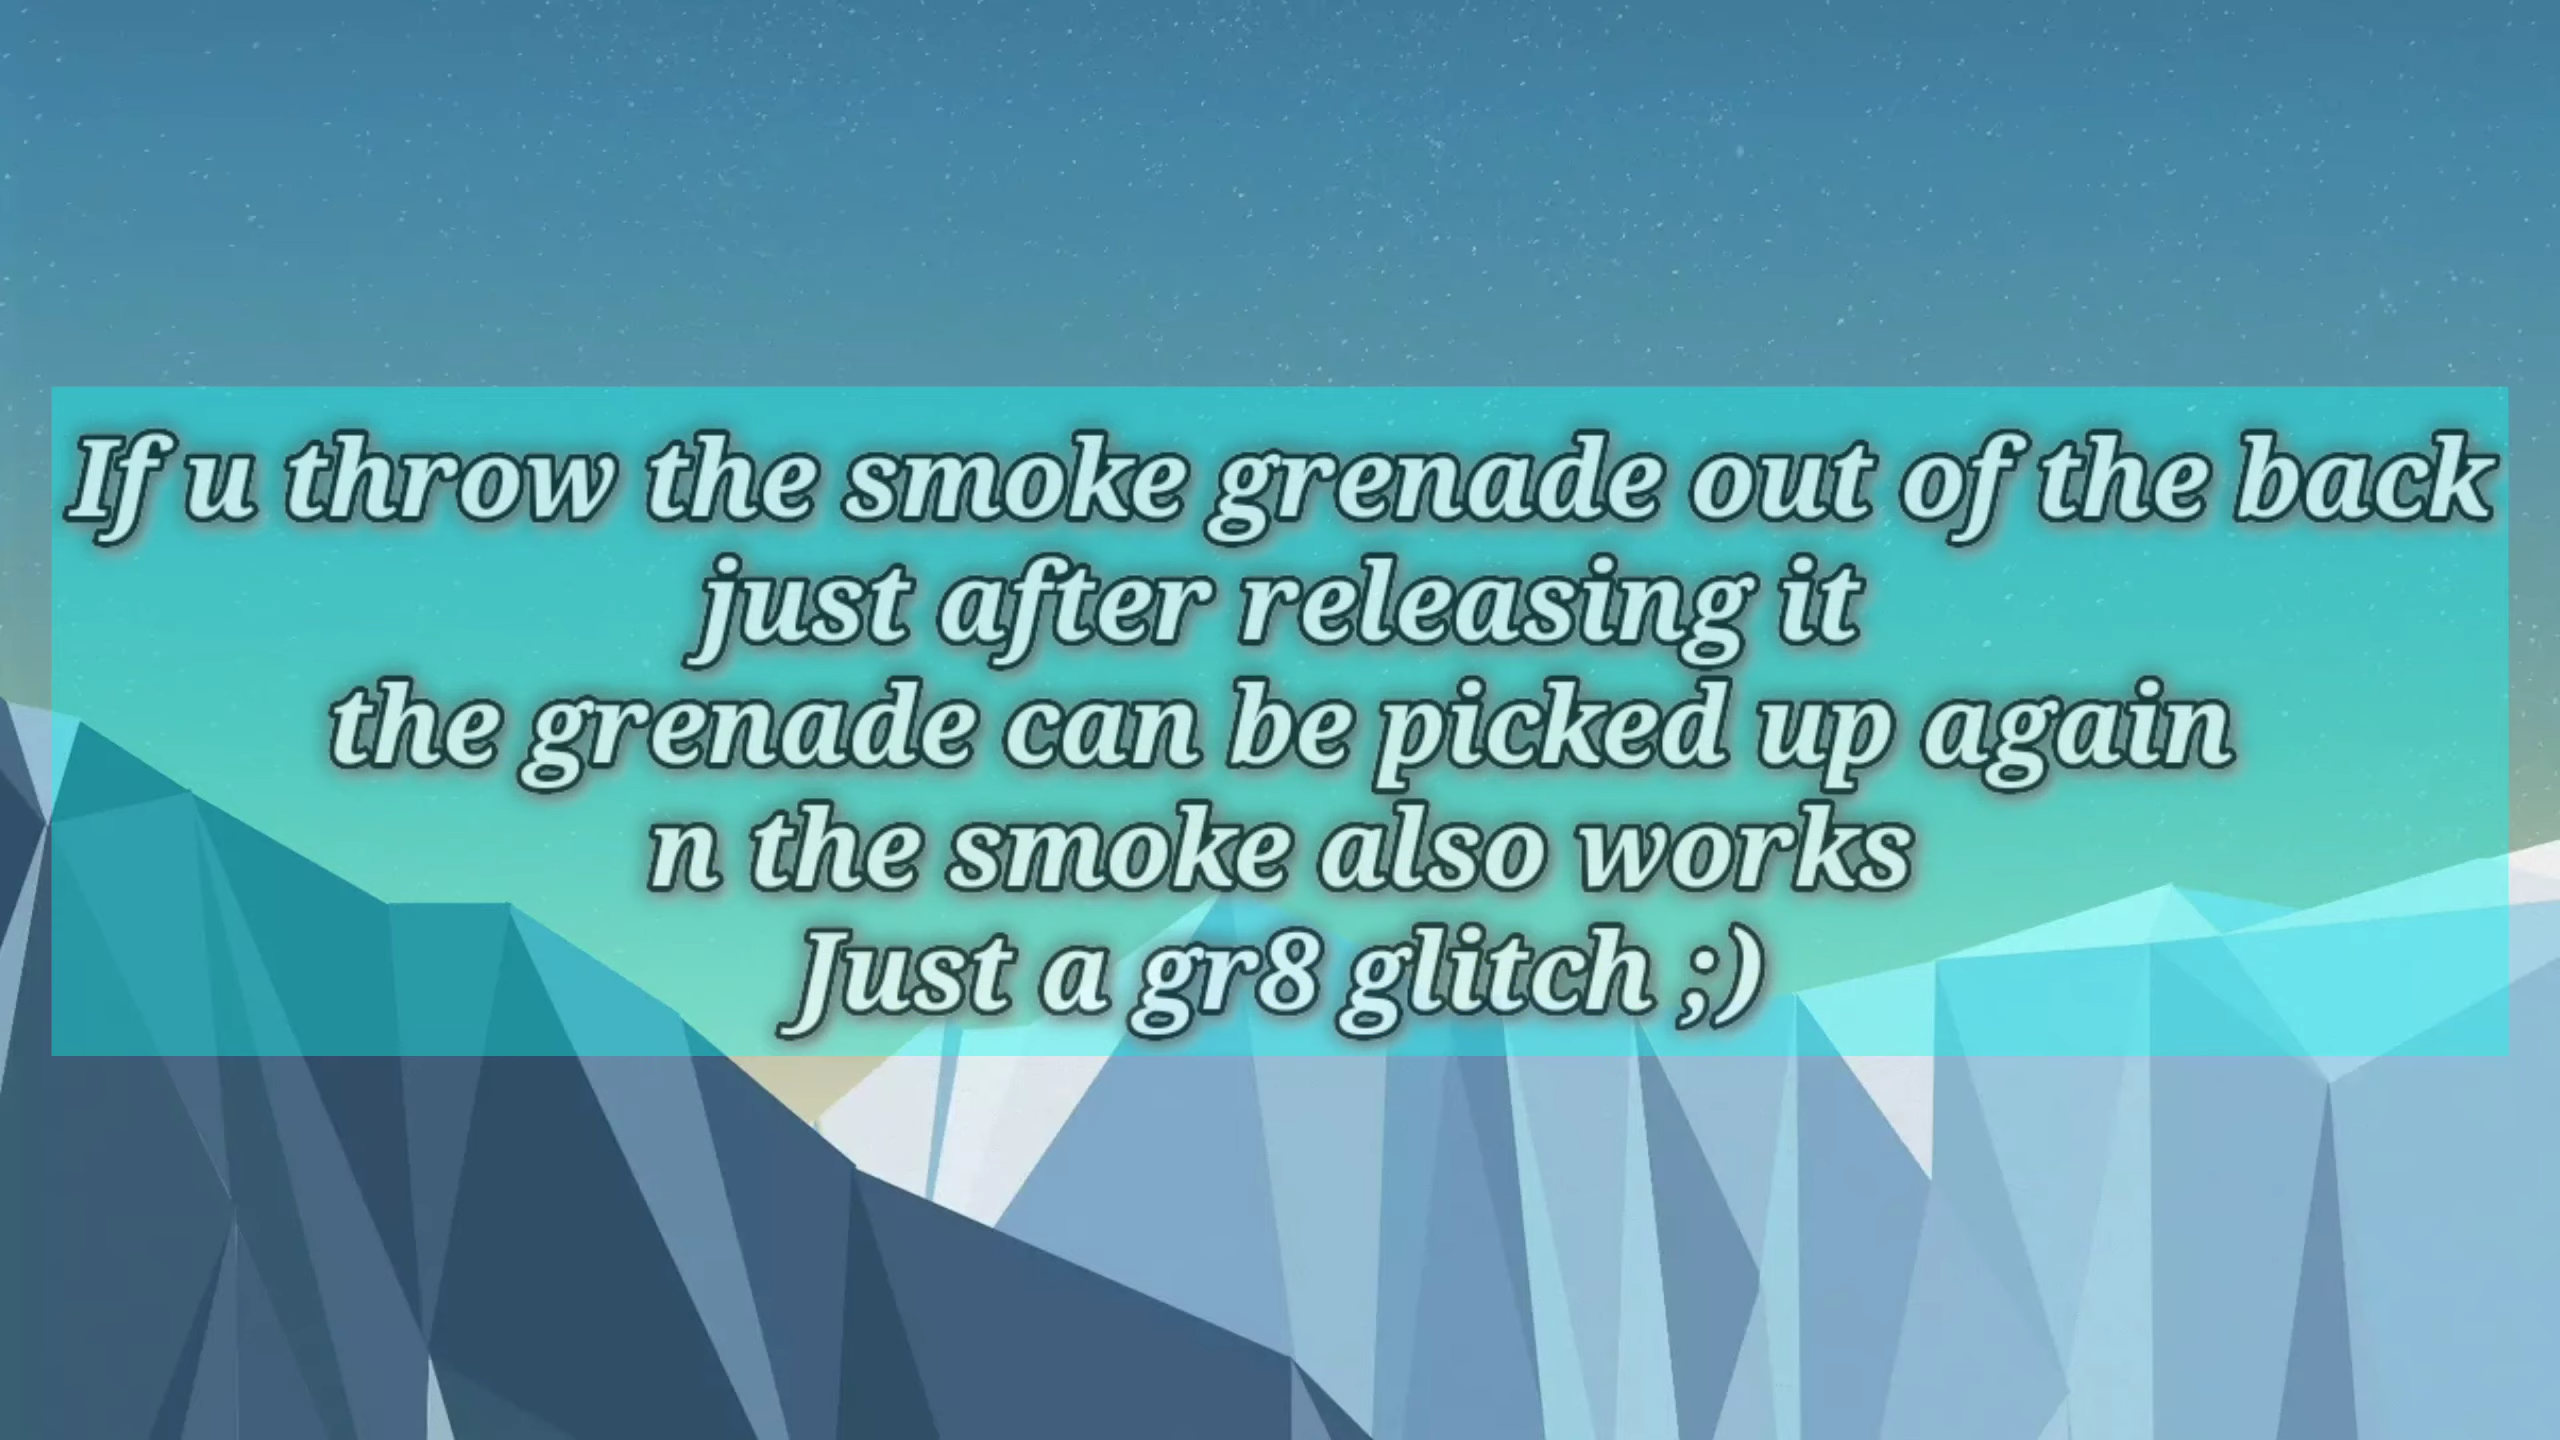 If u throw the smoke grenade out of the back
just after releasing it
the grenade can be picked up again
n the smoke also works
Just a gr8 glitch ;)